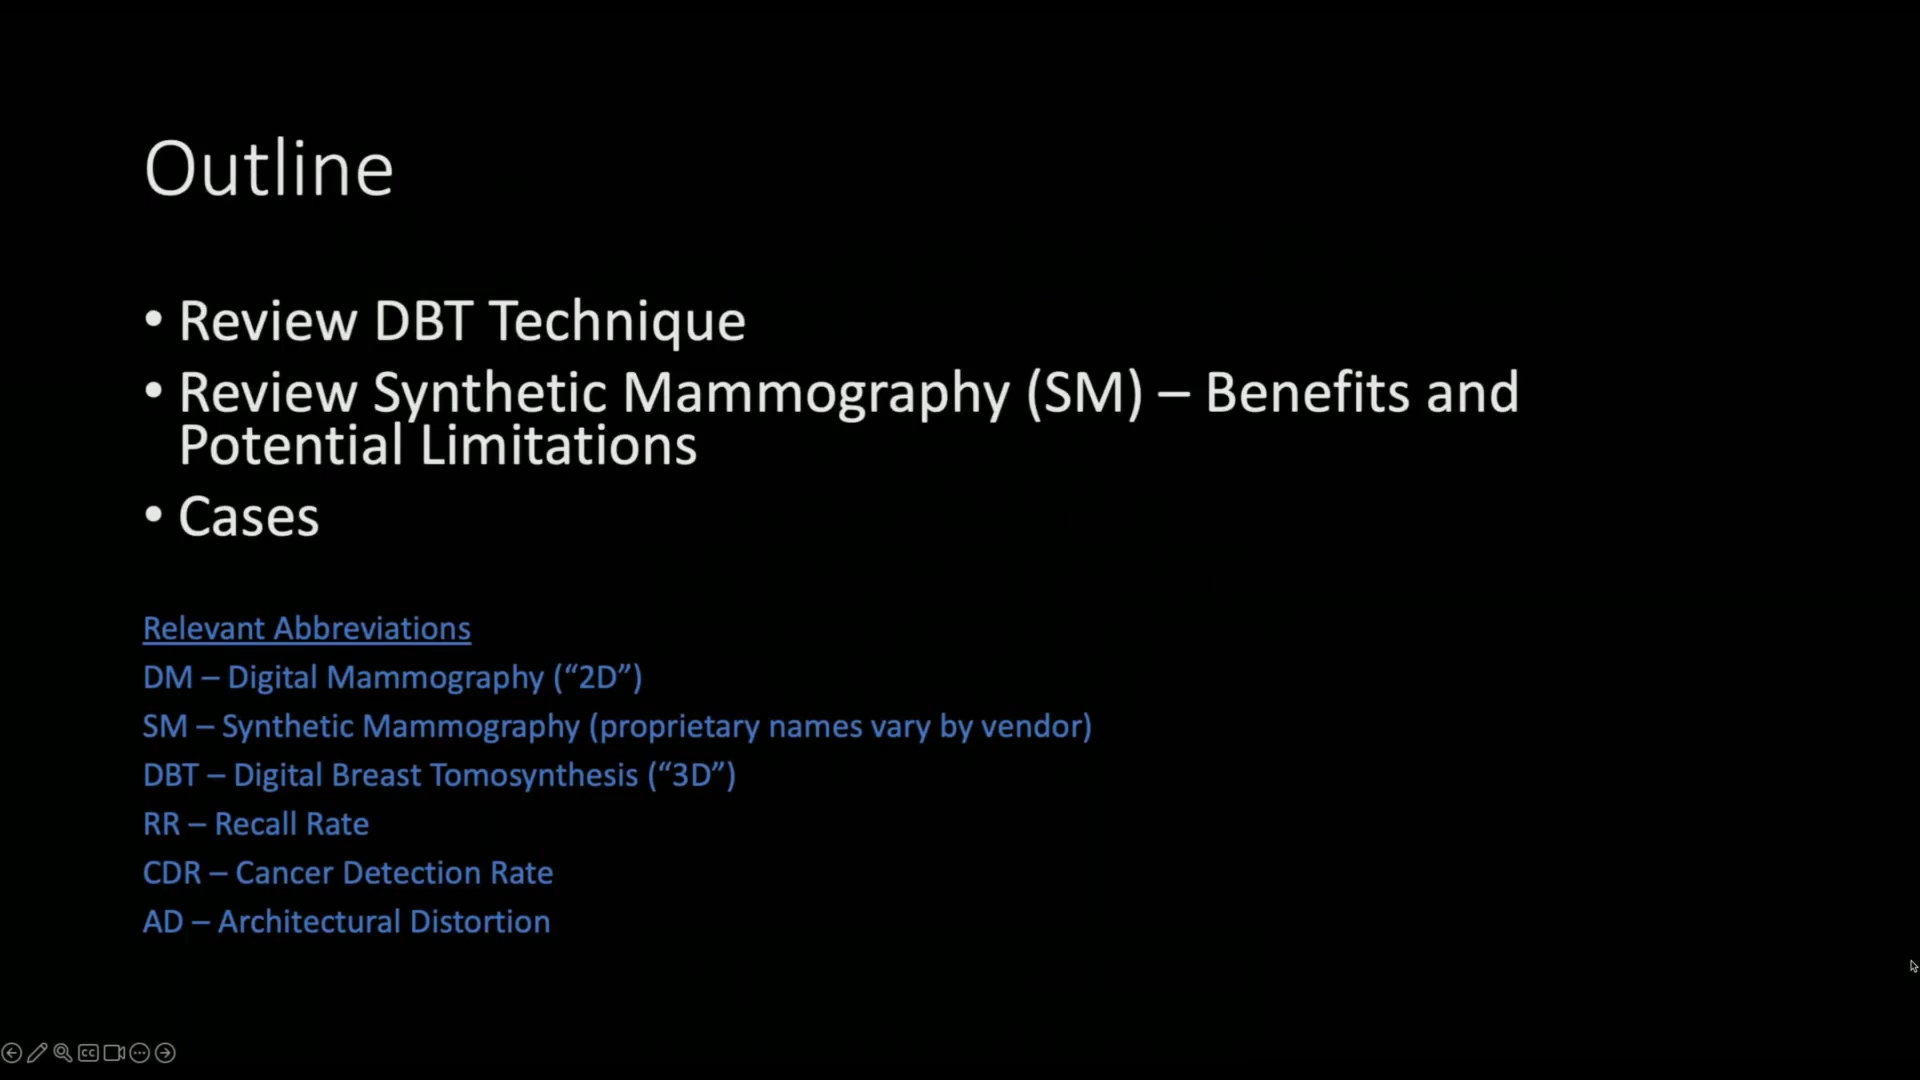 Outline
• Review DBT Technique
• Review Synthetic Mammography (SM) – Benefits and
Potential Limitations
• Cases
Relevant Abbreviations
DM – Digital Mammography (“2D”)
SM – Synthetic Mammography (proprietary names vary by vendor)
DBT – Digital Breast Tomosynthesis (“3D”)
RR – Recall Rate
CDR – Cancer Detection Rate
AD – Architectural Distortion
CC